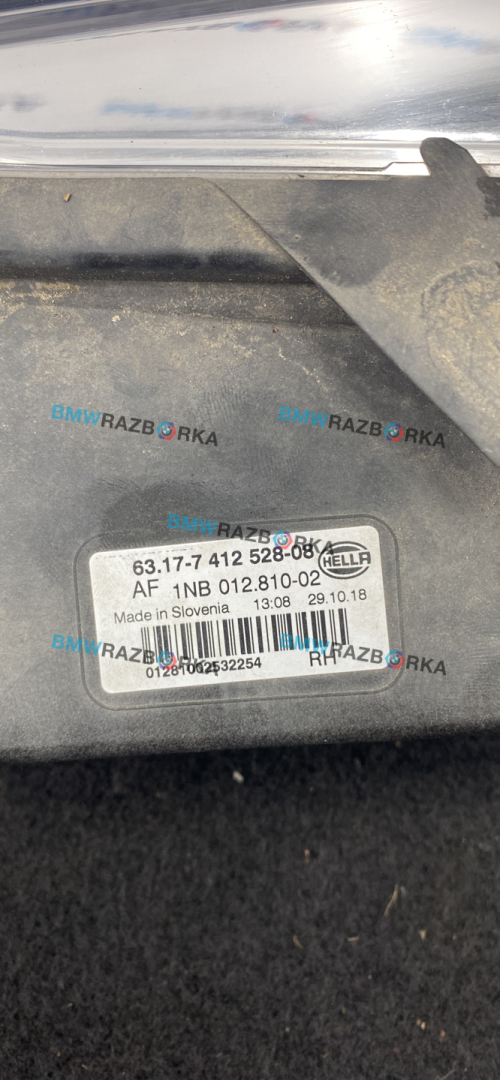 BMWRAZBORKA BMWRAZBORKA
BMWRAZBORKA
63.17-7 412 528-08 HELLA
AF 1NB 012.810-02
Made in Slovenia 13:08 29.10.18
01281002532254 RH
BMWRAZBORKA BMWRAZBORKA